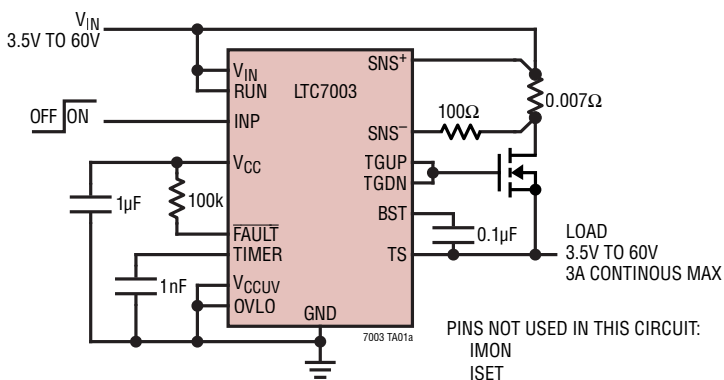 VIN
3.5V TO 60V
OFF ON
VIN
RUN
INP
VCC
1µF
100k
FAULT
TIMER
1nF
VCCUV
OVLO
LTC7003
GND
SNS+
SNS−
TGUP
TGDN
BST
TS
100Ω
0.007Ω
0.1µF
LOAD
3.5V TO 60V
3A CONTINOUS MAX
7003 TA01a
PINS NOT USED IN THIS CIRCUIT:
IMON
ISET